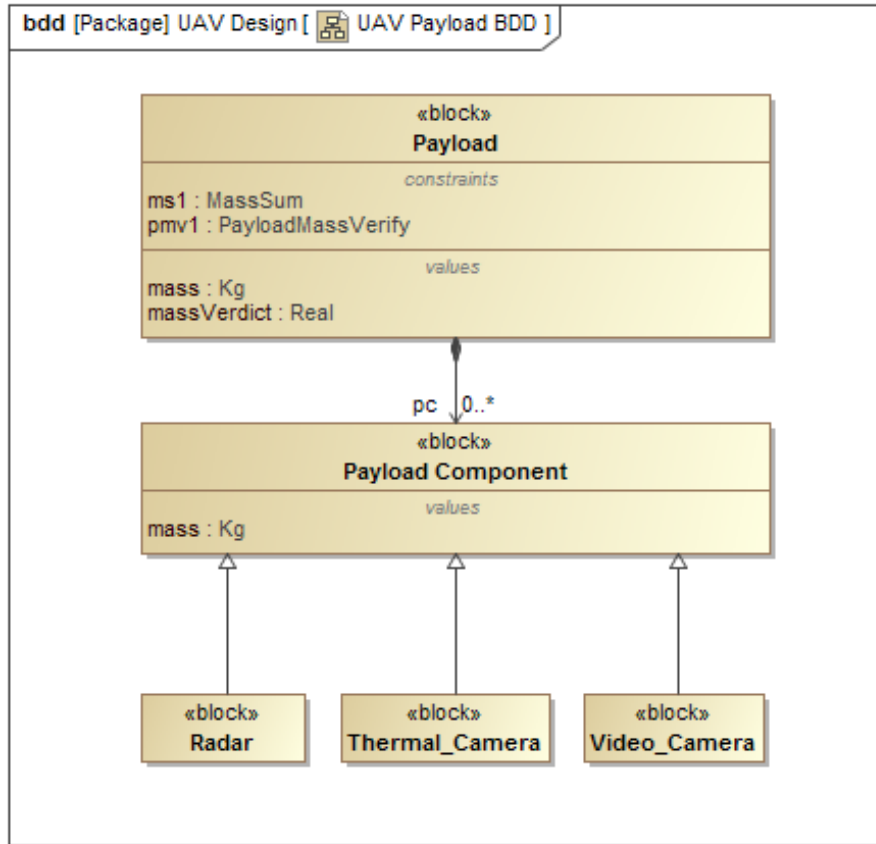 bdd [Package] UAV Design [ UAV Payload BDD ]
«block»
Payload
constraints
ms1 : MassSum
pmv1 : PayloadMassVerify
values
mass : Kg
massVerdict : Real
pc 0..*
«block»
Payload Component
values
mass : Kg
«block» «block» «block»
Radar Thermal_Camera Video_Camera